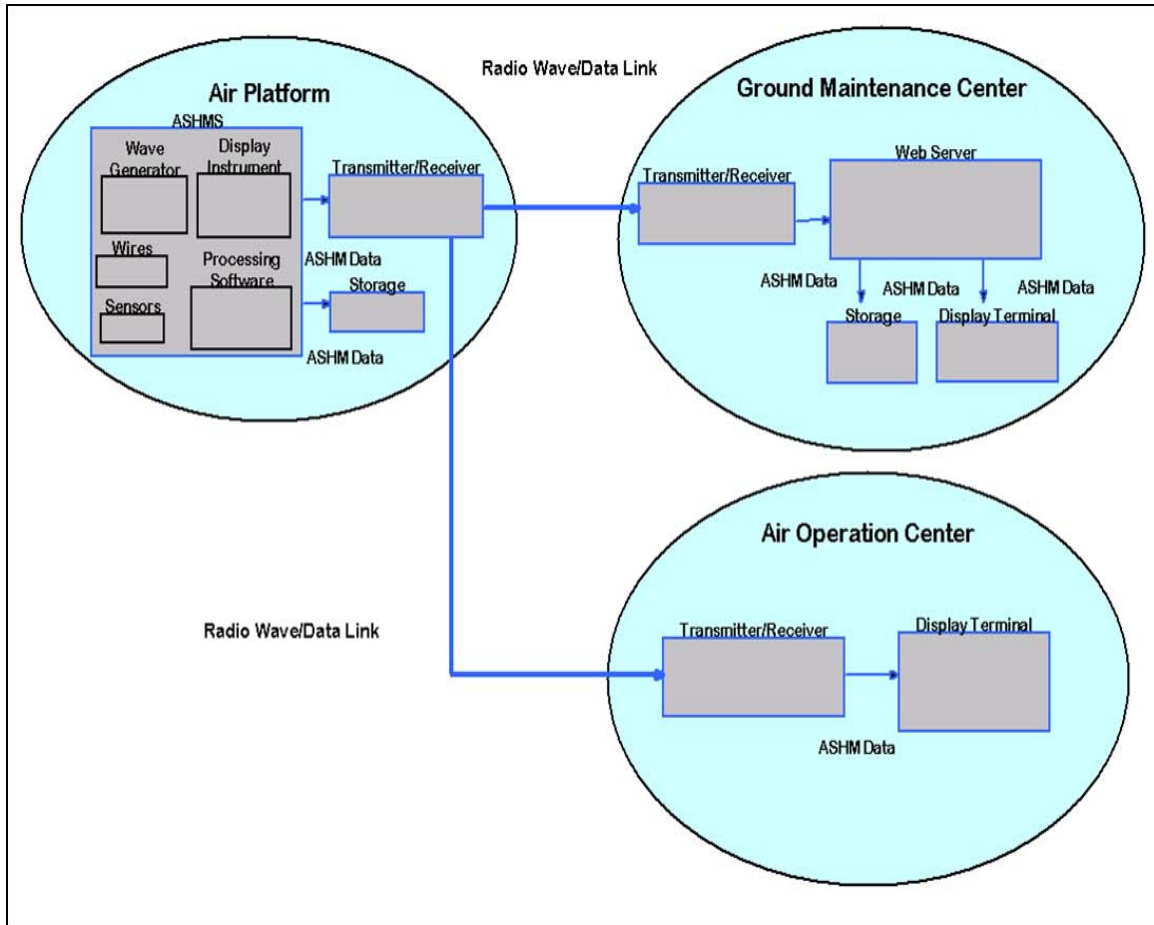 Radio Wave/Data Link
Air Platform
ASHMS
Wave
Generator
Display
Instrument
Wires
Sensors
Processing
Software
Transmitter/Receiver
ASHM Data
Storage
ASHM Data
Ground Maintenance Center
Transmitter/Receiver
Web Server
ASHM Data
ASHM Data
ASHM Data
Storage
Display Terminal
Radio Wave/Data Link
Air Operation Center
Transmitter/Receiver
Display Terminal
ASHM Data